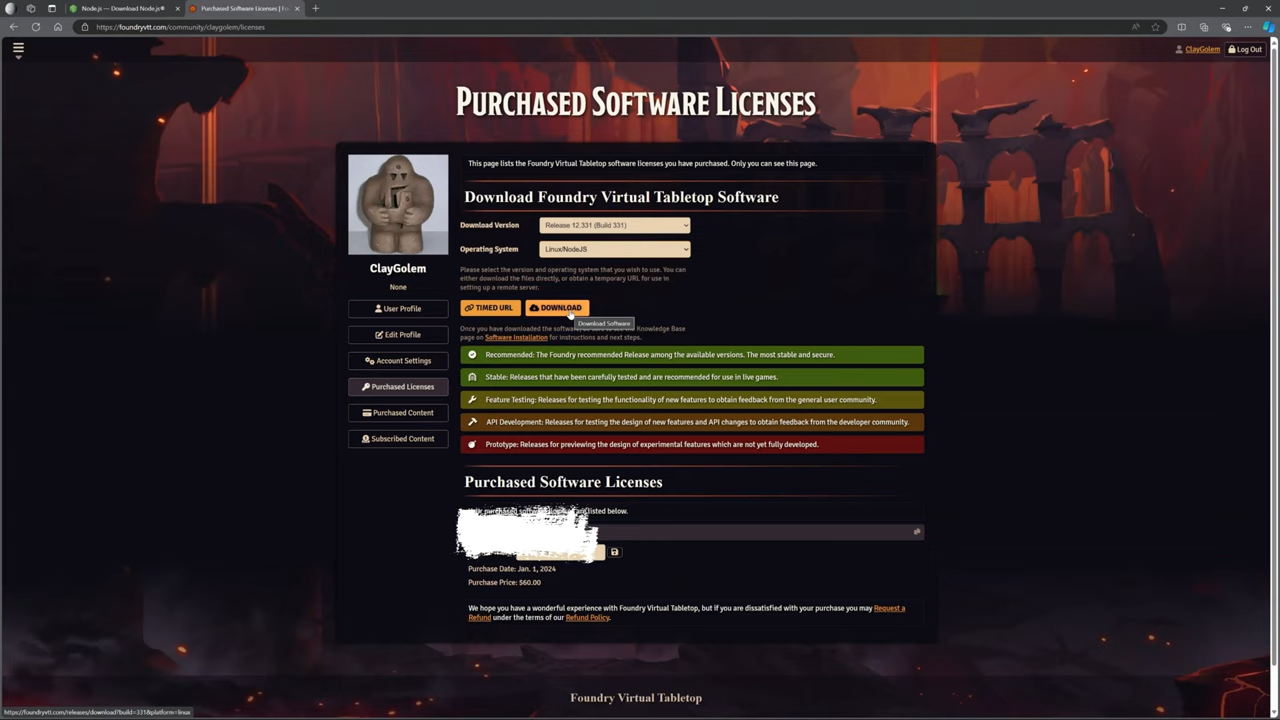 Node.js — Download Node.js®
Purchased Software Licenses | Fo
https://foundryvtt.com/community/claygolem/licenses
ClayGolem
Log Out
PURCHASED SOFTWARE LICENSES
This page lists the Foundry Virtual Tabletop software licenses you have purchased. Only you can see this page.
Download Foundry Virtual Tabletop Software
Download Version
Release 12.331 (Build 331)
Operating System
Linux/NodeJS
Please select the version and operating system that you wish to use. You can
either download the files directly, or obtain a temporary URL for use in
setting up a remote server.
TIMED URL
DOWNLOAD
Download Software
Once you have downloaded the software, Knowledge Base
page on Software Installation for instructions and next steps.
ClayGolem
None
User Profile
Edit Profile
Account Settings
Purchased Licenses
Purchased Content
Subscribed Content
Recommended: The Foundry recommended Release among the available versions. The most stable and secure.
Stable: Releases that have been carefully tested and are recommended for use in live games.
Feature Testing: Releases for testing the functionality of new features to obtain feedback from the general user community.
API Development: Releases for testing the design of new features and API changes to obtain feedback from the developer community.
Prototype: Releases for previewing the design of experimental features which are not yet fully developed.
Purchased Software Licenses
purchased listed below.
Purchase Date: Jan. 1, 2024
Purchase Price: $60.00
We hope you have a wonderful experience with Foundry Virtual Tabletop, but if you are dissatisfied with your purchase you may Request a
Refund under the terms of our Refund Policy.
Foundry Virtual Tabletop
https://foundryvtt.com/releases/download?build=331&platform=linux